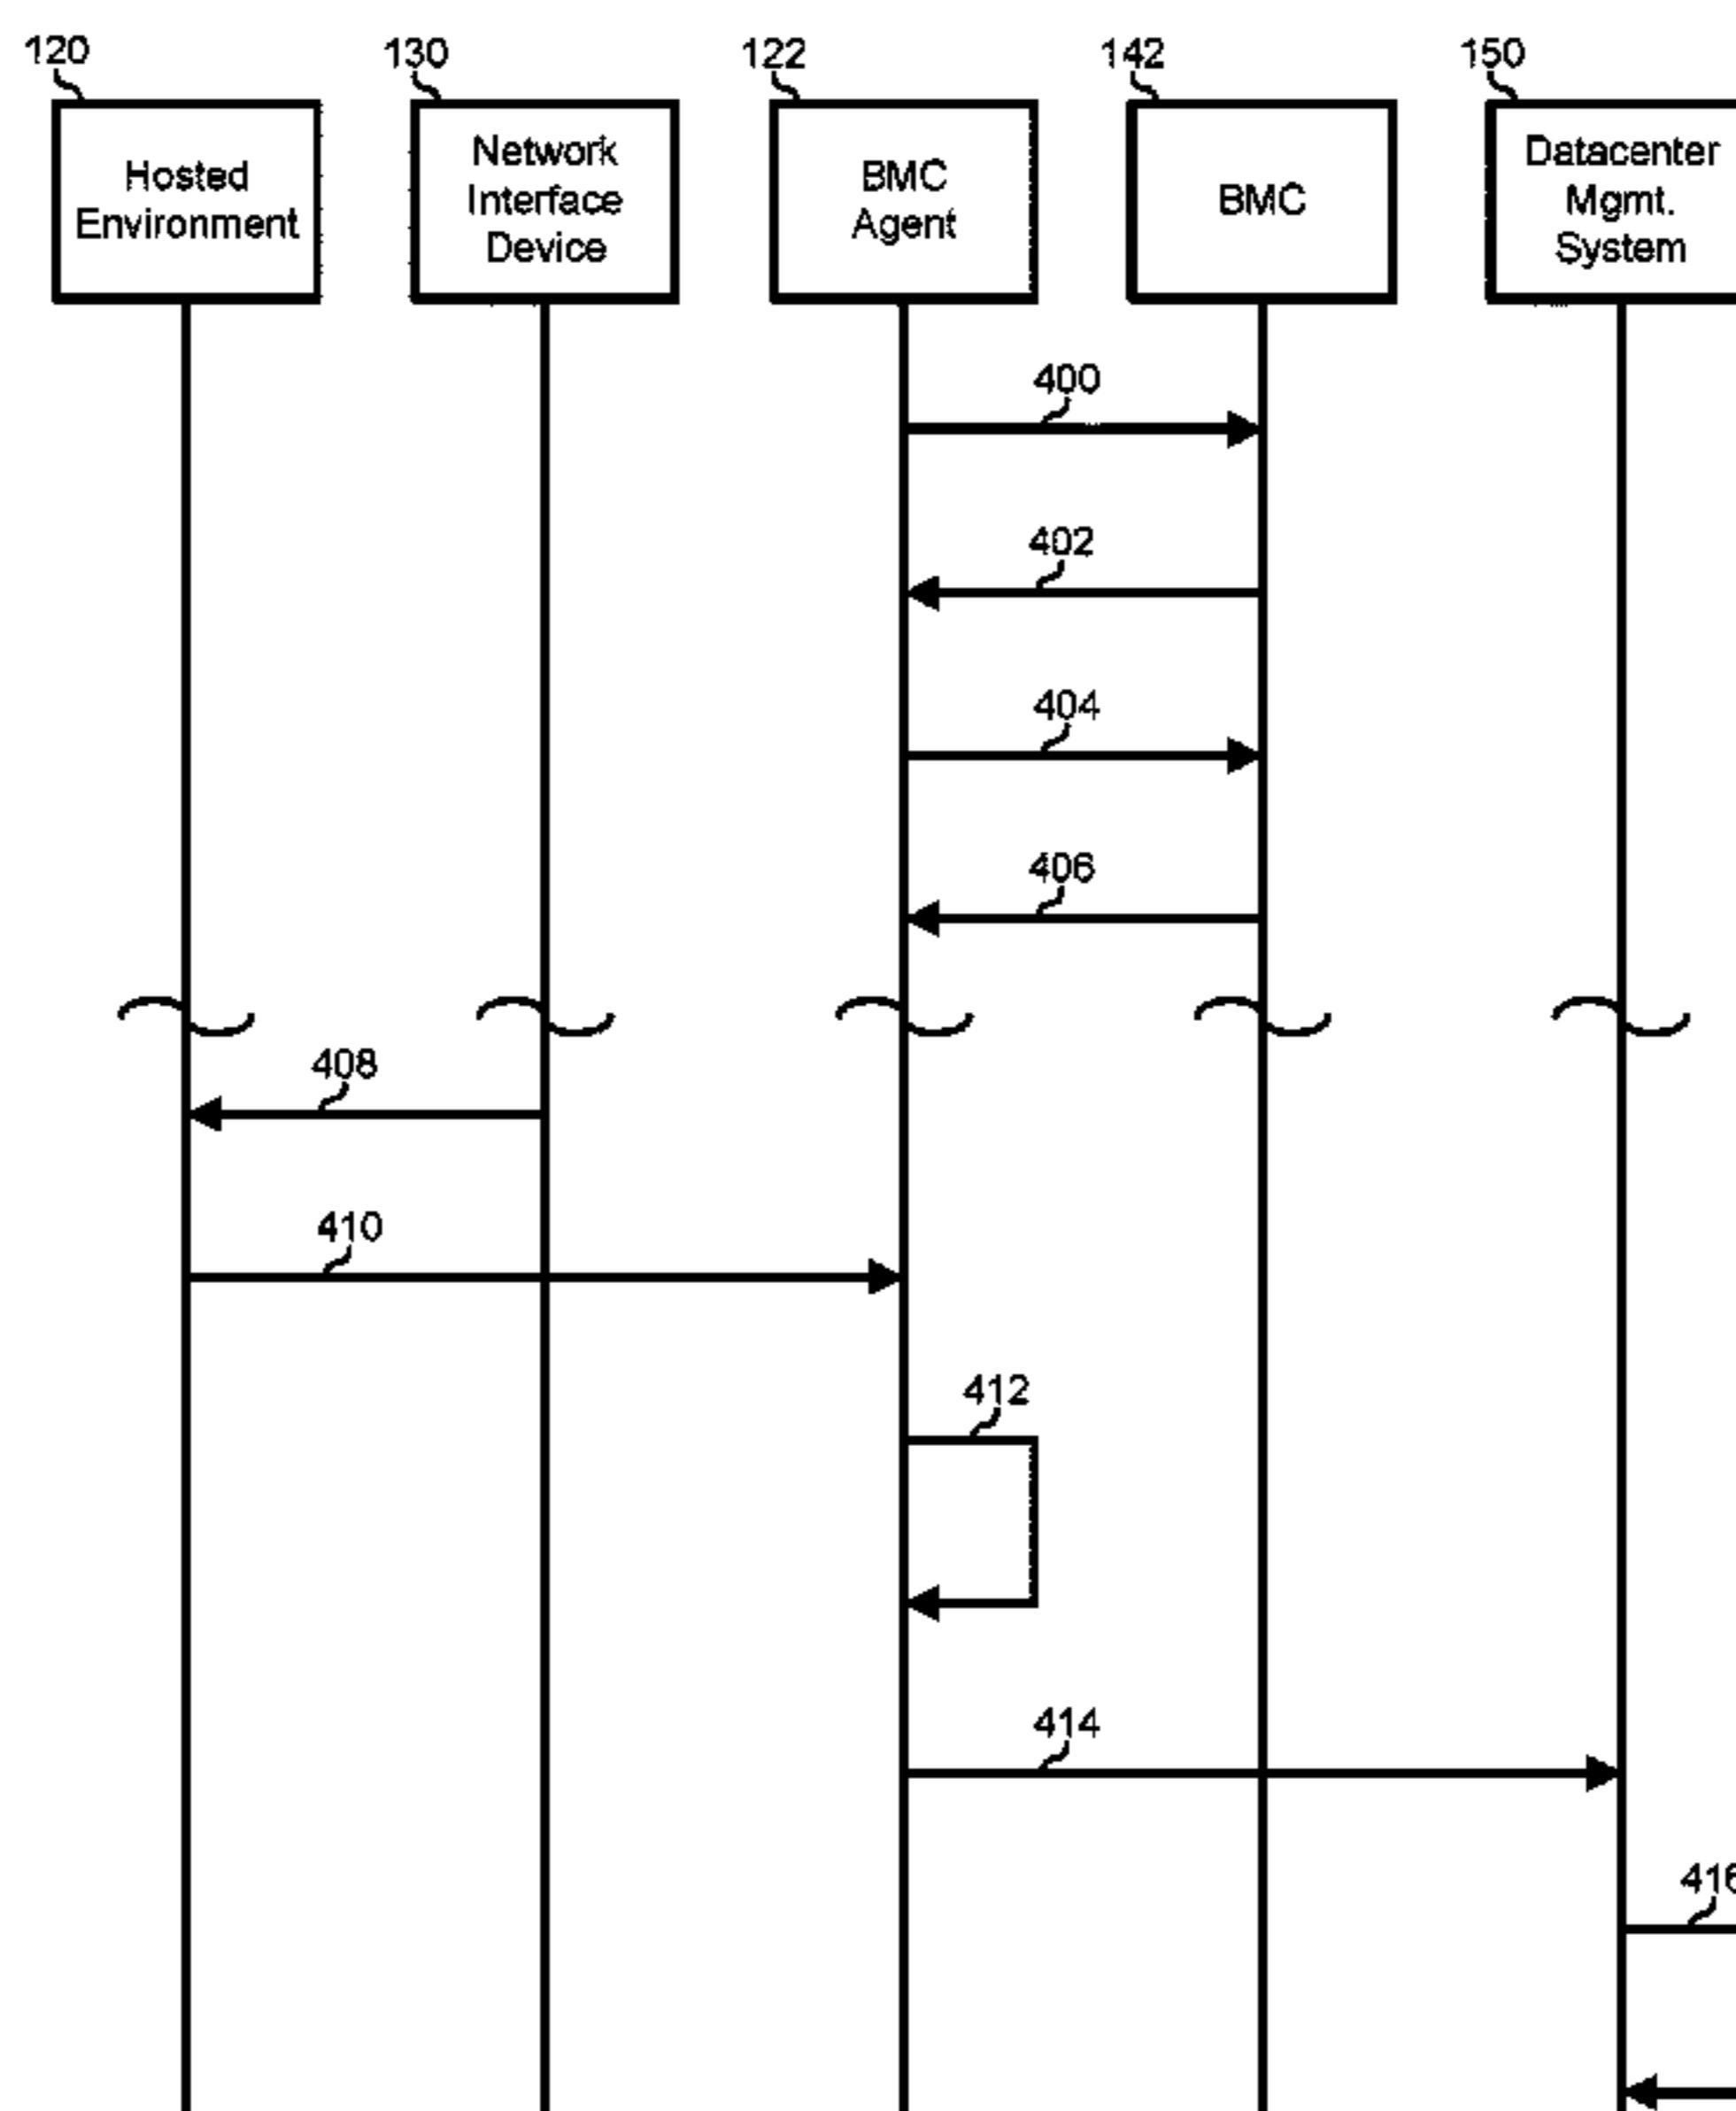 120
130
122
142
150
Hosted
Environment
Network
Interface
Device
BMC
Agent
BMC
Datacenter
Mgmt.
System
400
402
404
406
408
410
412
414
416